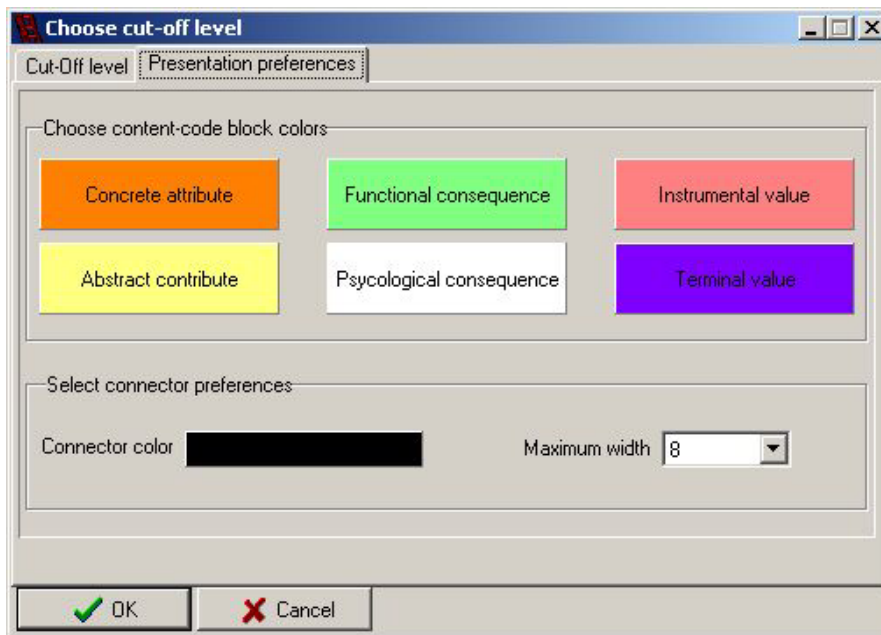 Choose cut-off level
Cut-Off level Presentation preferences
Choose content-code block colors
Concrete attribute Functional consequence Instrumental value
Abstract contribute Psycological consequence Terminal value
Select connector preferences
Connector color Maximum width 8
OK Cancel